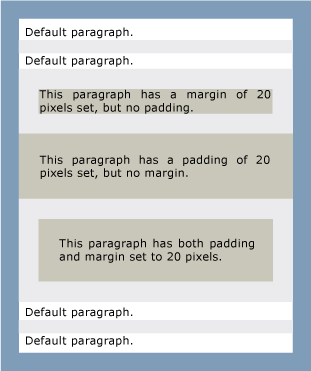 Default paragraph.
Default paragraph.
This paragraph has a margin of 20
pixels set, but no padding.
This paragraph has a padding of 20
pixels set, but no margin.
This paragraph has both padding
and margin set to 20 pixels.
Default paragraph.
Default paragraph.